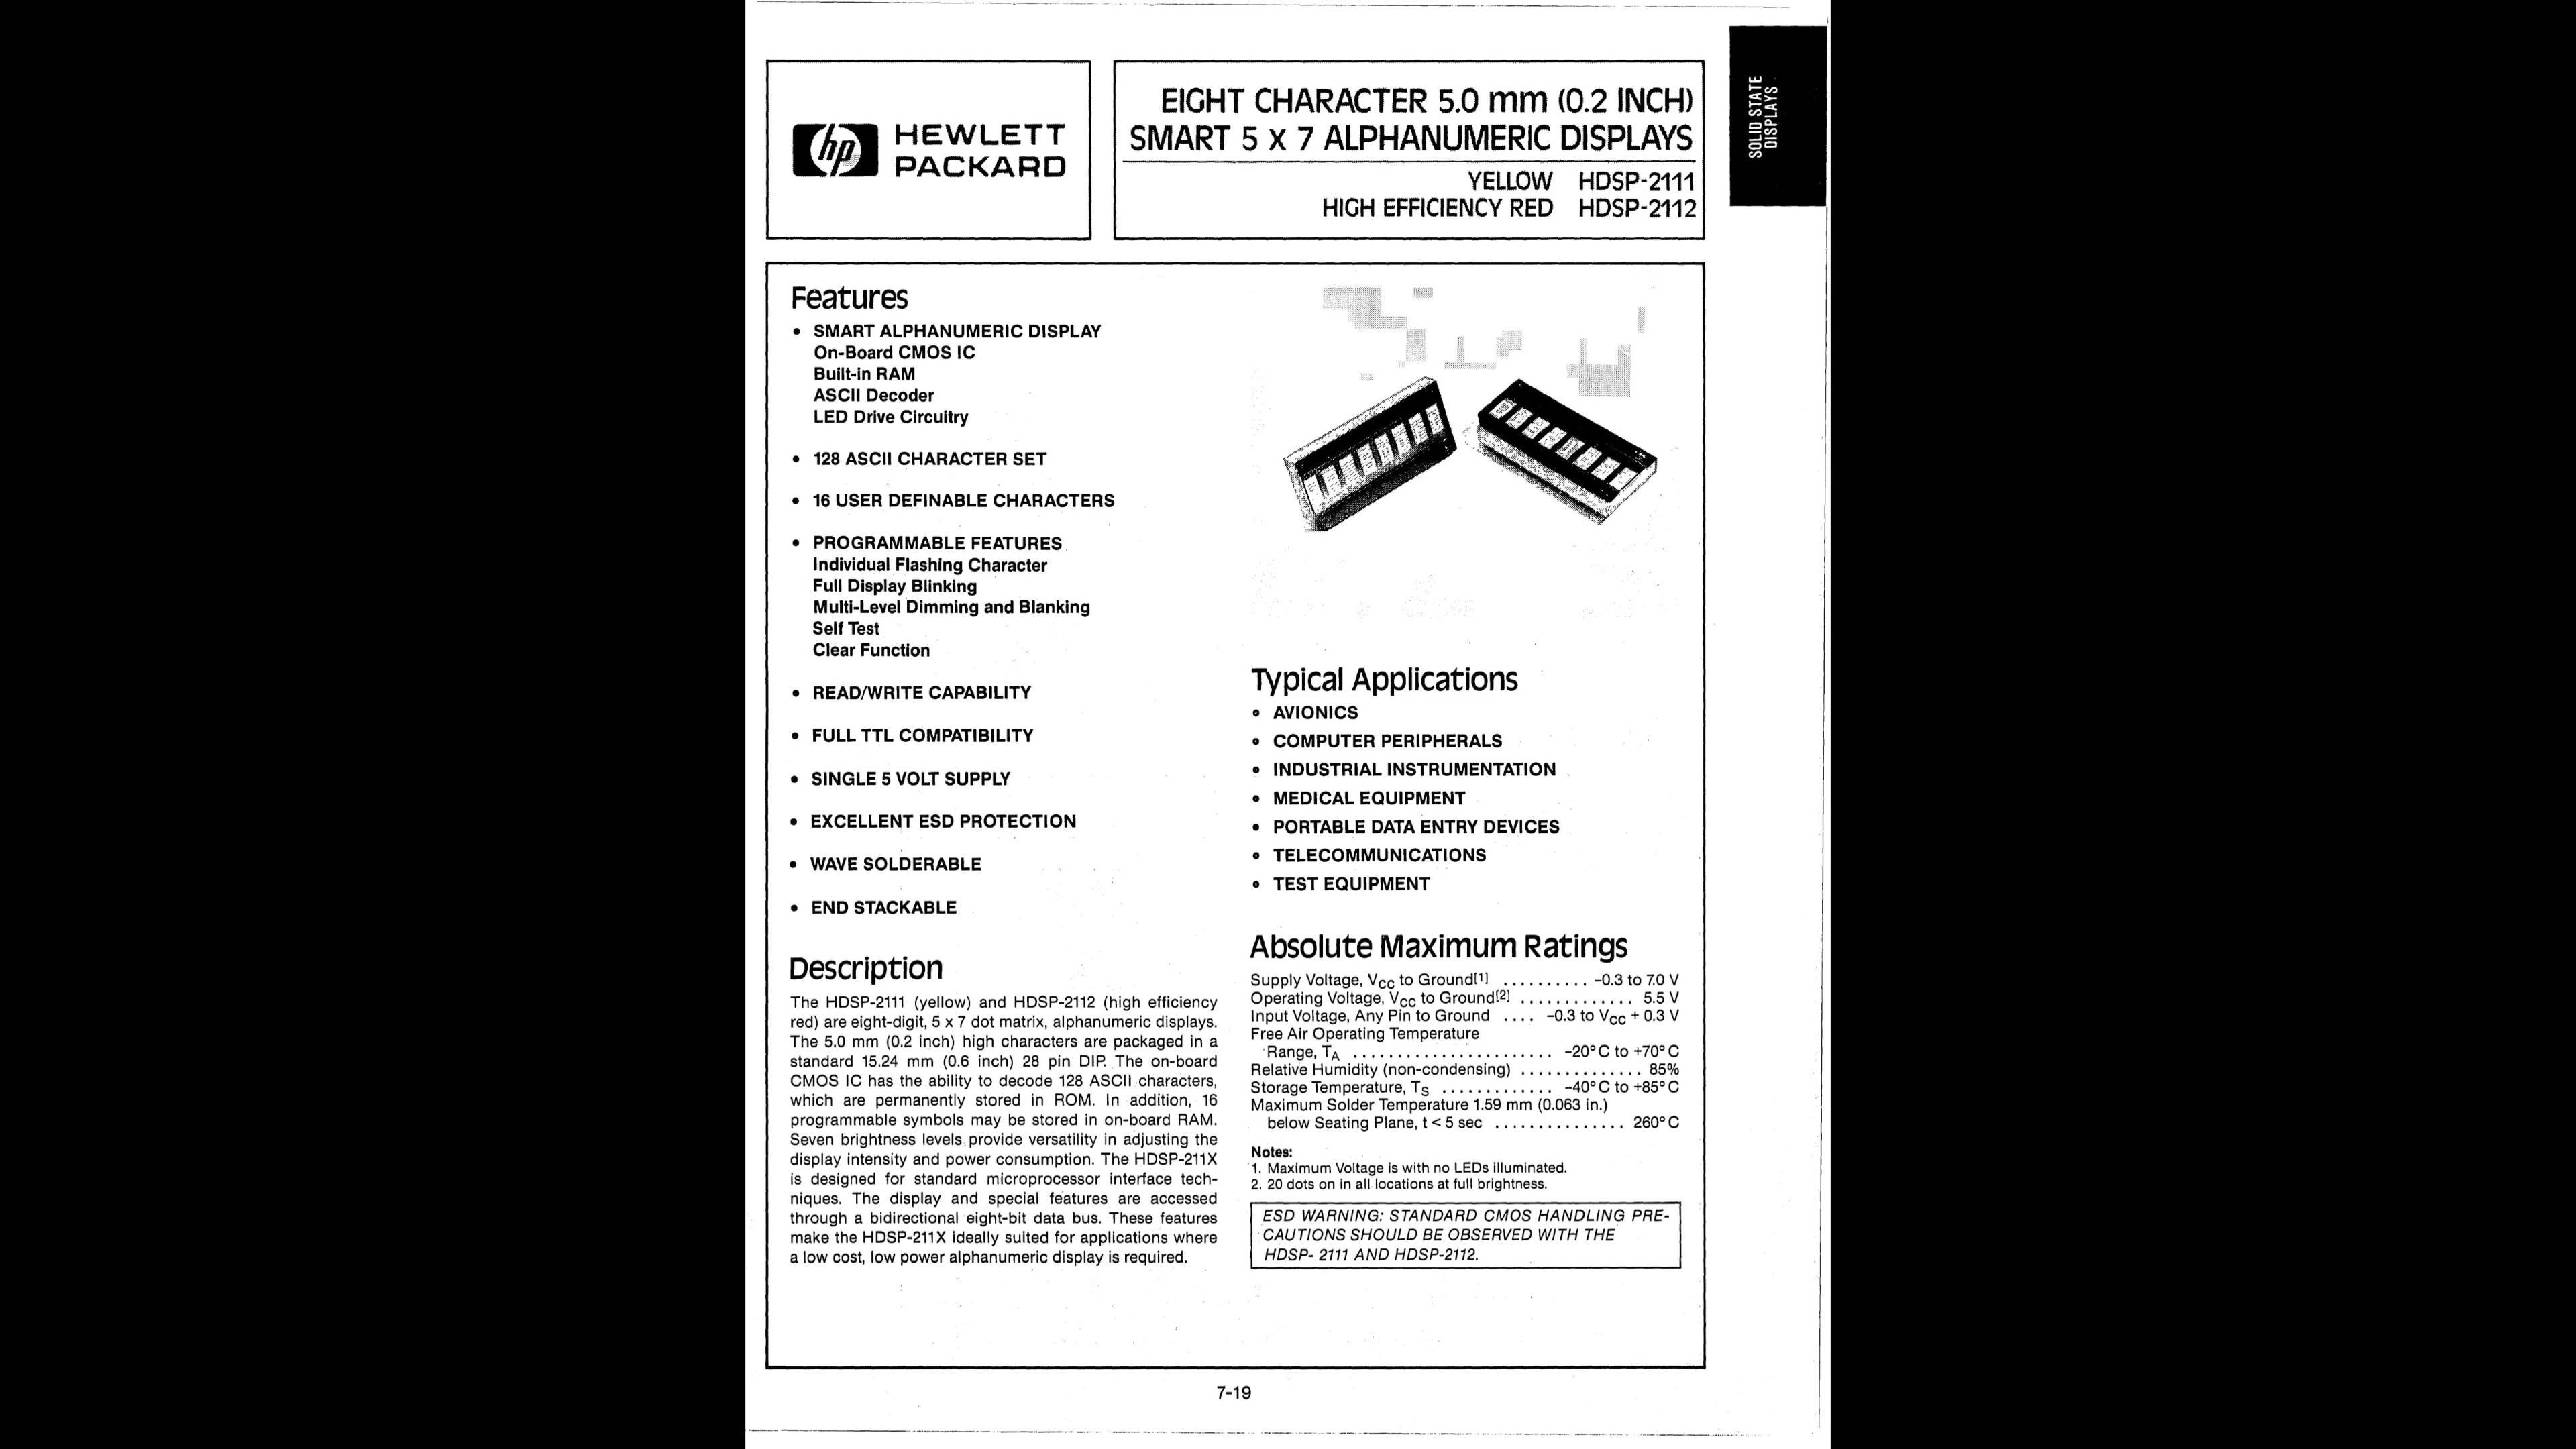 hp HEWLETT
PACKARD
EIGHT CHARACTER 5.0 mm (0.2 INCH)
SMART 5 X 7 ALPHANUMERIC DISPLAYS
YELLOW HDSP-2111
HIGH EFFICIENCY RED HDSP-2112
SOLID STATE
DISPLAYS
Features
• SMART ALPHANUMERIC DISPLAY
On-Board CMOS IC
Built-in RAM
ASCII Decoder
LED Drive Circuitry
• 128 ASCII CHARACTER SET
• 16 USER DEFINABLE CHARACTERS
• PROGRAMMABLE FEATURES
Individual Flashing Character
Full Display Blinking
Multi-Level Dimming and Blanking
Self Test
Clear Function
• READ/WRITE CAPABILITY
• FULL TTL COMPATIBILITY
• SINGLE 5 VOLT SUPPLY
• EXCELLENT ESD PROTECTION
• WAVE SOLDERABLE
• END STACKABLE
Description
The HDSP-2111 (yellow) and HDSP-2112 (high efficiency
red) are eight-digit, 5 x 7 dot matrix, alphanumeric displays.
The 5.0 mm (0.2 inch) high characters are packaged in a
standard 15.24 mm (0.6 inch) 28 pin DIP. The on-board
CMOS IC has the ability to decode 128 ASCII characters,
which are permanently stored in ROM. In addition, 16
programmable symbols may be stored in on-board RAM.
Seven brightness levels provide versatility in adjusting the
display intensity and power consumption. The HDSP-211X
is designed for standard microprocessor interface tech-
niques. The display and special features are accessed
through a bidirectional eight-bit data bus. These features
make the HDSP-211X ideally suited for applications where
a low cost, low power alphanumeric display is required.
Typical Applications
• AVIONICS
• COMPUTER PERIPHERALS
• INDUSTRIAL INSTRUMENTATION
• MEDICAL EQUIPMENT
• PORTABLE DATA ENTRY DEVICES
• TELECOMMUNICATIONS
• TEST EQUIPMENT
Absolute Maximum Ratings
Supply Voltage, VCC to Ground[1] .......... -0.3 to 7.0 V
Operating Voltage, VCC to Ground[2] ............. 5.5 V
Input Voltage, Any Pin to Ground .... -0.3 to VCC + 0.3 V
Free Air Operating Temperature
Range, TA ....................... -20°C to +70°C
Relative Humidity (non-condensing) .............. 85%
Storage Temperature, TS ............. -40°C to +85°C
Maximum Solder Temperature 1.59 mm (0.063 in.)
below Seating Plane, t < 5 sec ............... 260°C
Notes:
1. Maximum Voltage is with no LEDs illuminated.
2. 20 dots on in all locations at full brightness.
ESD WARNING: STANDARD CMOS HANDLING PRE-
CAUTIONS SHOULD BE OBSERVED WITH THE
HDSP- 2111 AND HDSP-2112.
7-19